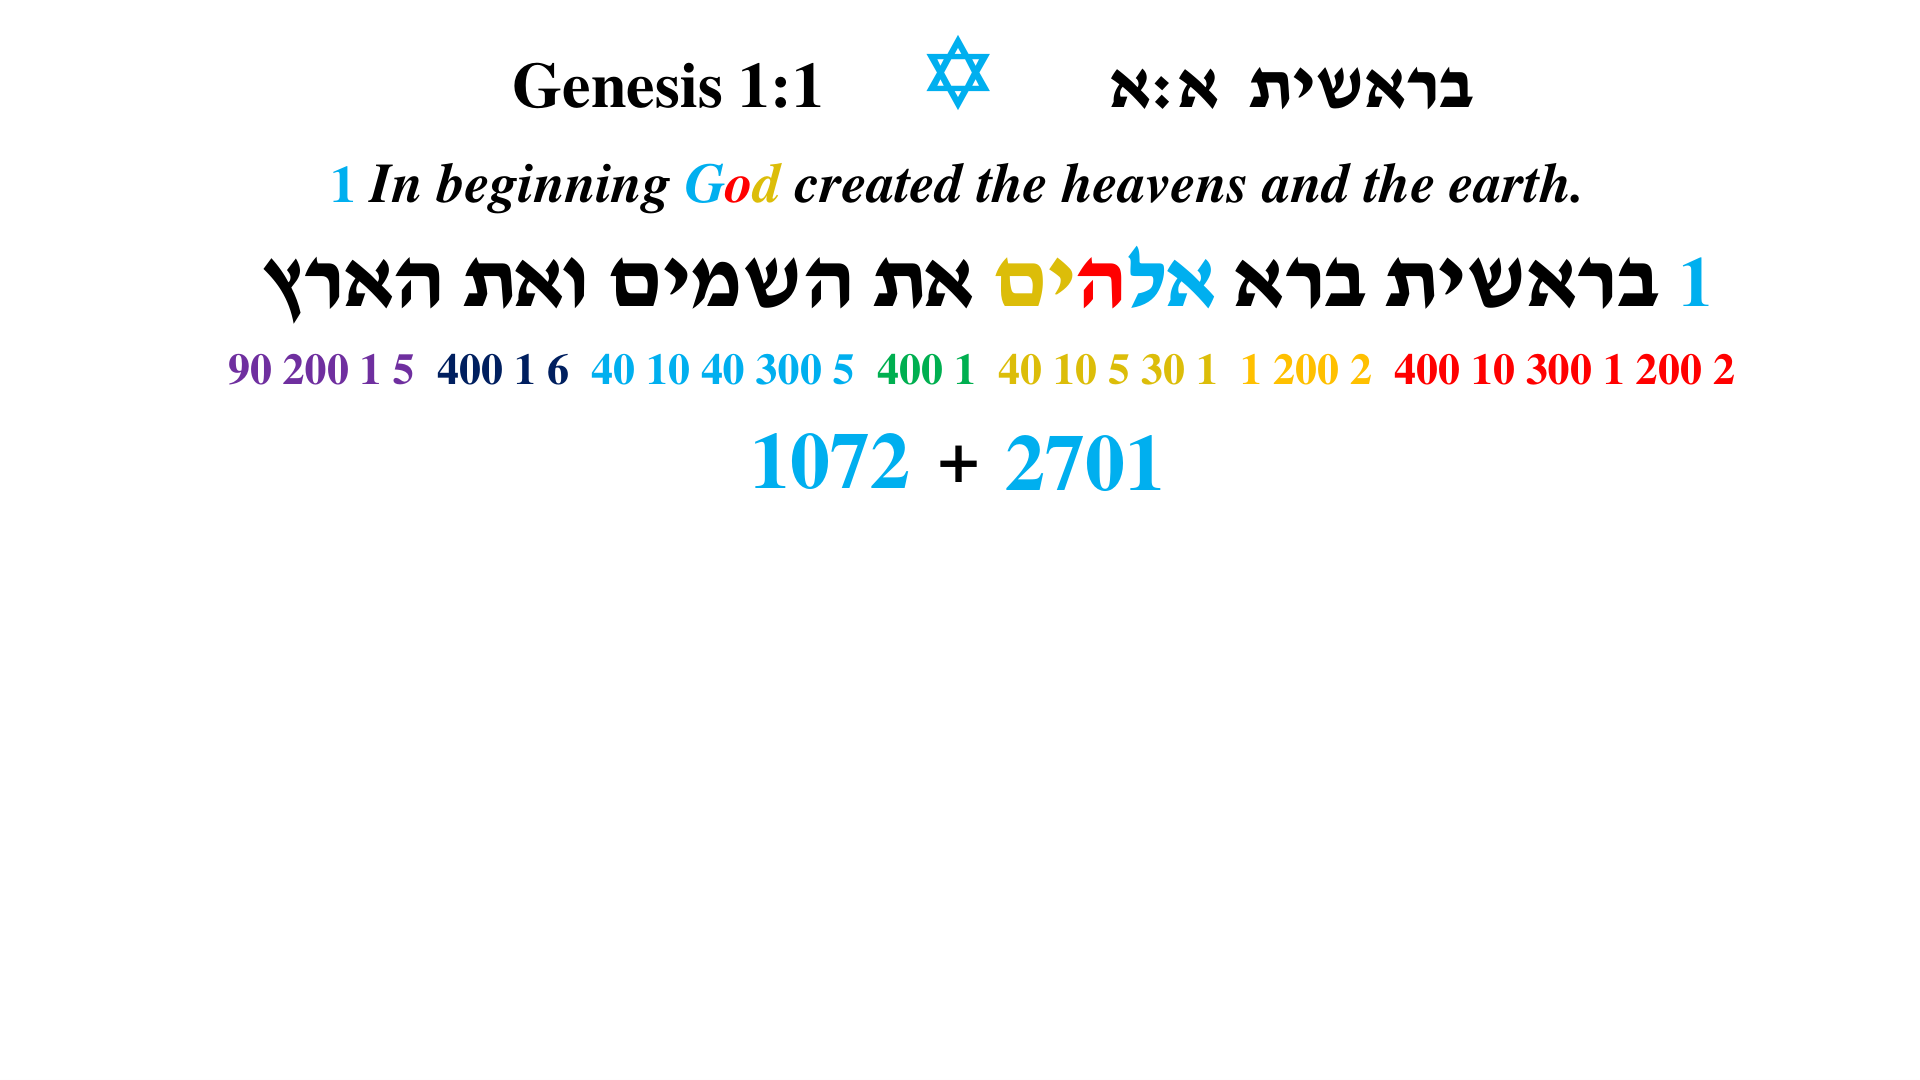 Genesis 1:1 ✡ בראשית א:א
1 In beginning God created the heavens and the earth.
1 בראשית ברא אלהים את השמים ואת הארץ
90 200 1 5 400 1 6 40 10 40 300 5 400 1 40 10 5 30 1 1 200 2 400 10 300 1 200 2
1072 + 2701